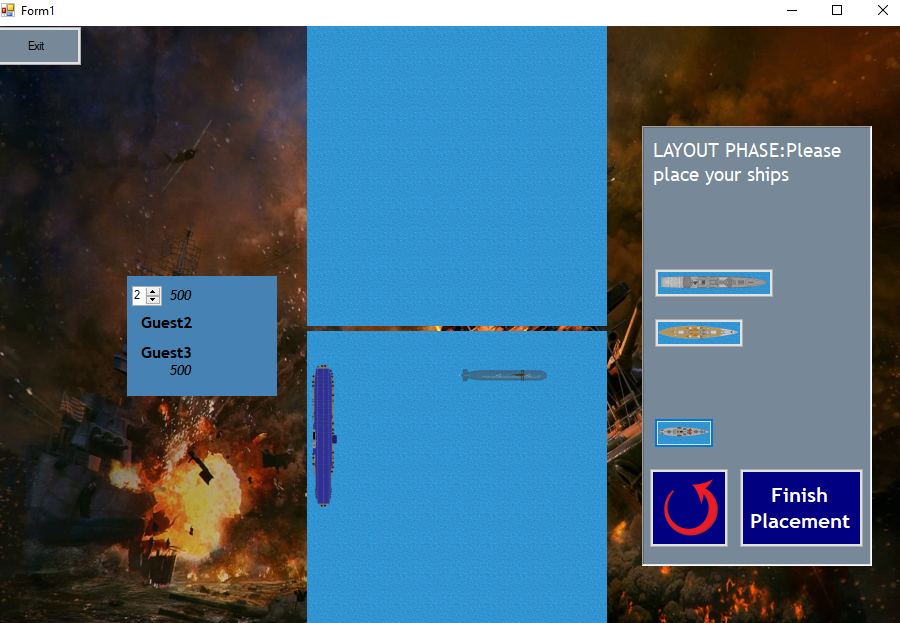 Form1
Exit
2 500
Guest2
Guest3
500
LAYOUT PHASE:Please
place your ships
Finish
Placement